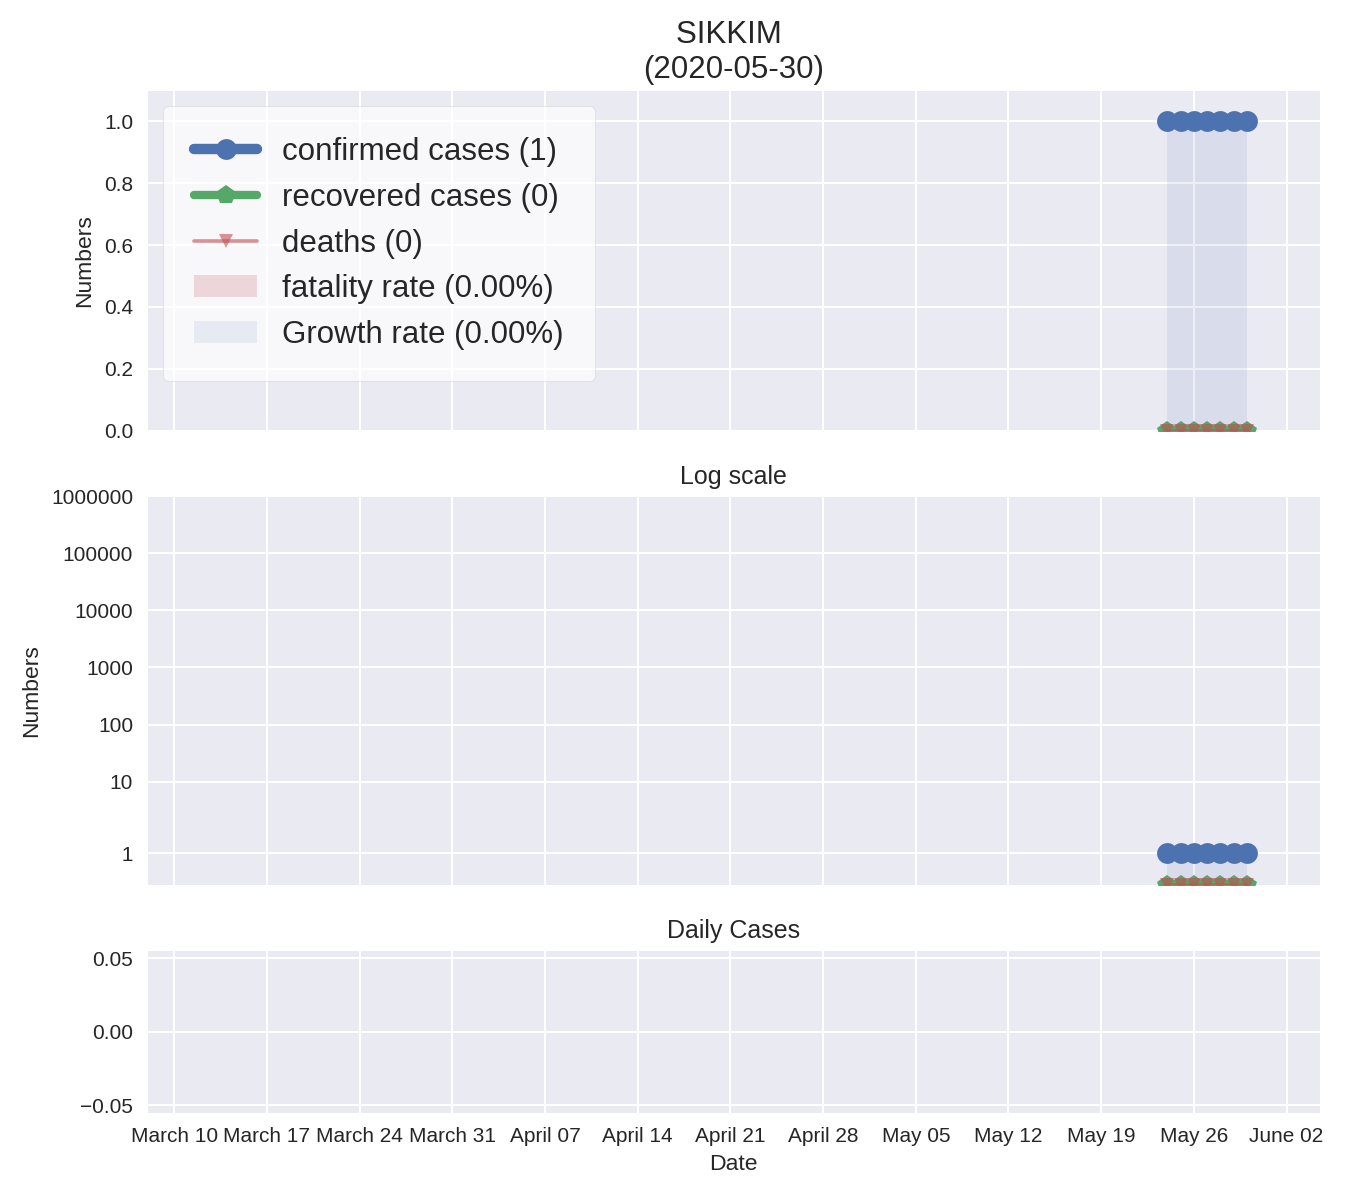 SIKKIM
(2020-05-30)
1.0
0.8
0.6
0.4
0.2
0.0
Numbers
confirmed cases (1)
recovered cases (0)
deaths (0)
fatality rate (0.00%)
Growth rate (0.00%)
Log scale
1000000
100000
10000
1000
100
10
1
Numbers
Daily Cases
0.05
0.00
−0.05
March 10 March 17 March 24 March 31 April 07 April 14 April 21 April 28 May 05 May 12 May 19 May 26 June 02
Date